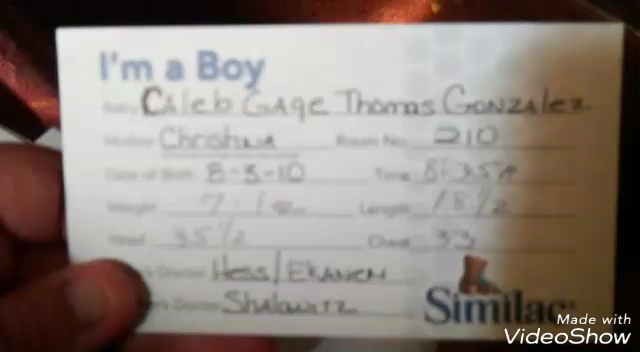 I'm a Boy
Baby Caleb Gage Thomas Gonzalez
Mother Christina Room No. 210
Date of Birth 8-3-10 Time 8:35A
Weight 7-1 Length 18 1/2
Head 35 1/2 Chest 33
Doctor Hess/Ekanem
Doctor Shalowitz
Similac
Made with
VideoShow